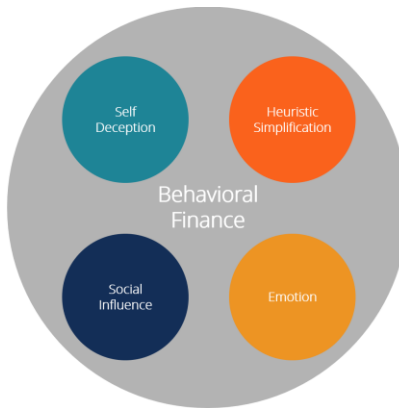 Self
Deception
Heuristic
Simplification
Behavioral
Finance
Social
Influence
Emotion